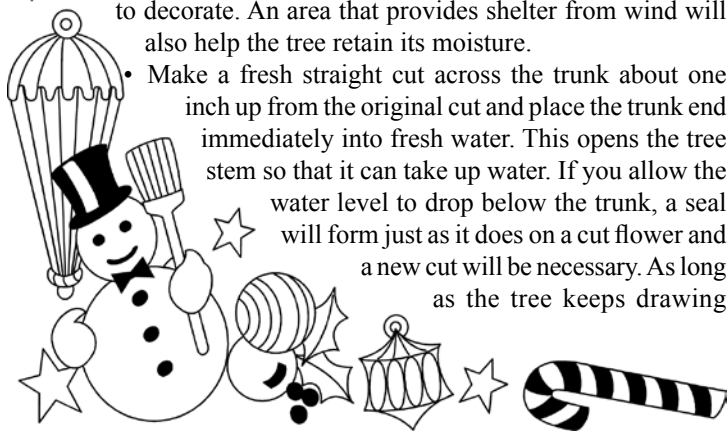 to decorate. An area that provides shelter from wind will
also help the tree retain its moisture.
• Make a fresh straight cut across the trunk about one
inch up from the original cut and place the trunk end
immediately into fresh water. This opens the tree
stem so that it can take up water. If you allow the
water level to drop below the trunk, a seal
will form just as it does on a cut flower and
a new cut will be necessary. As long
as the tree keeps drawing